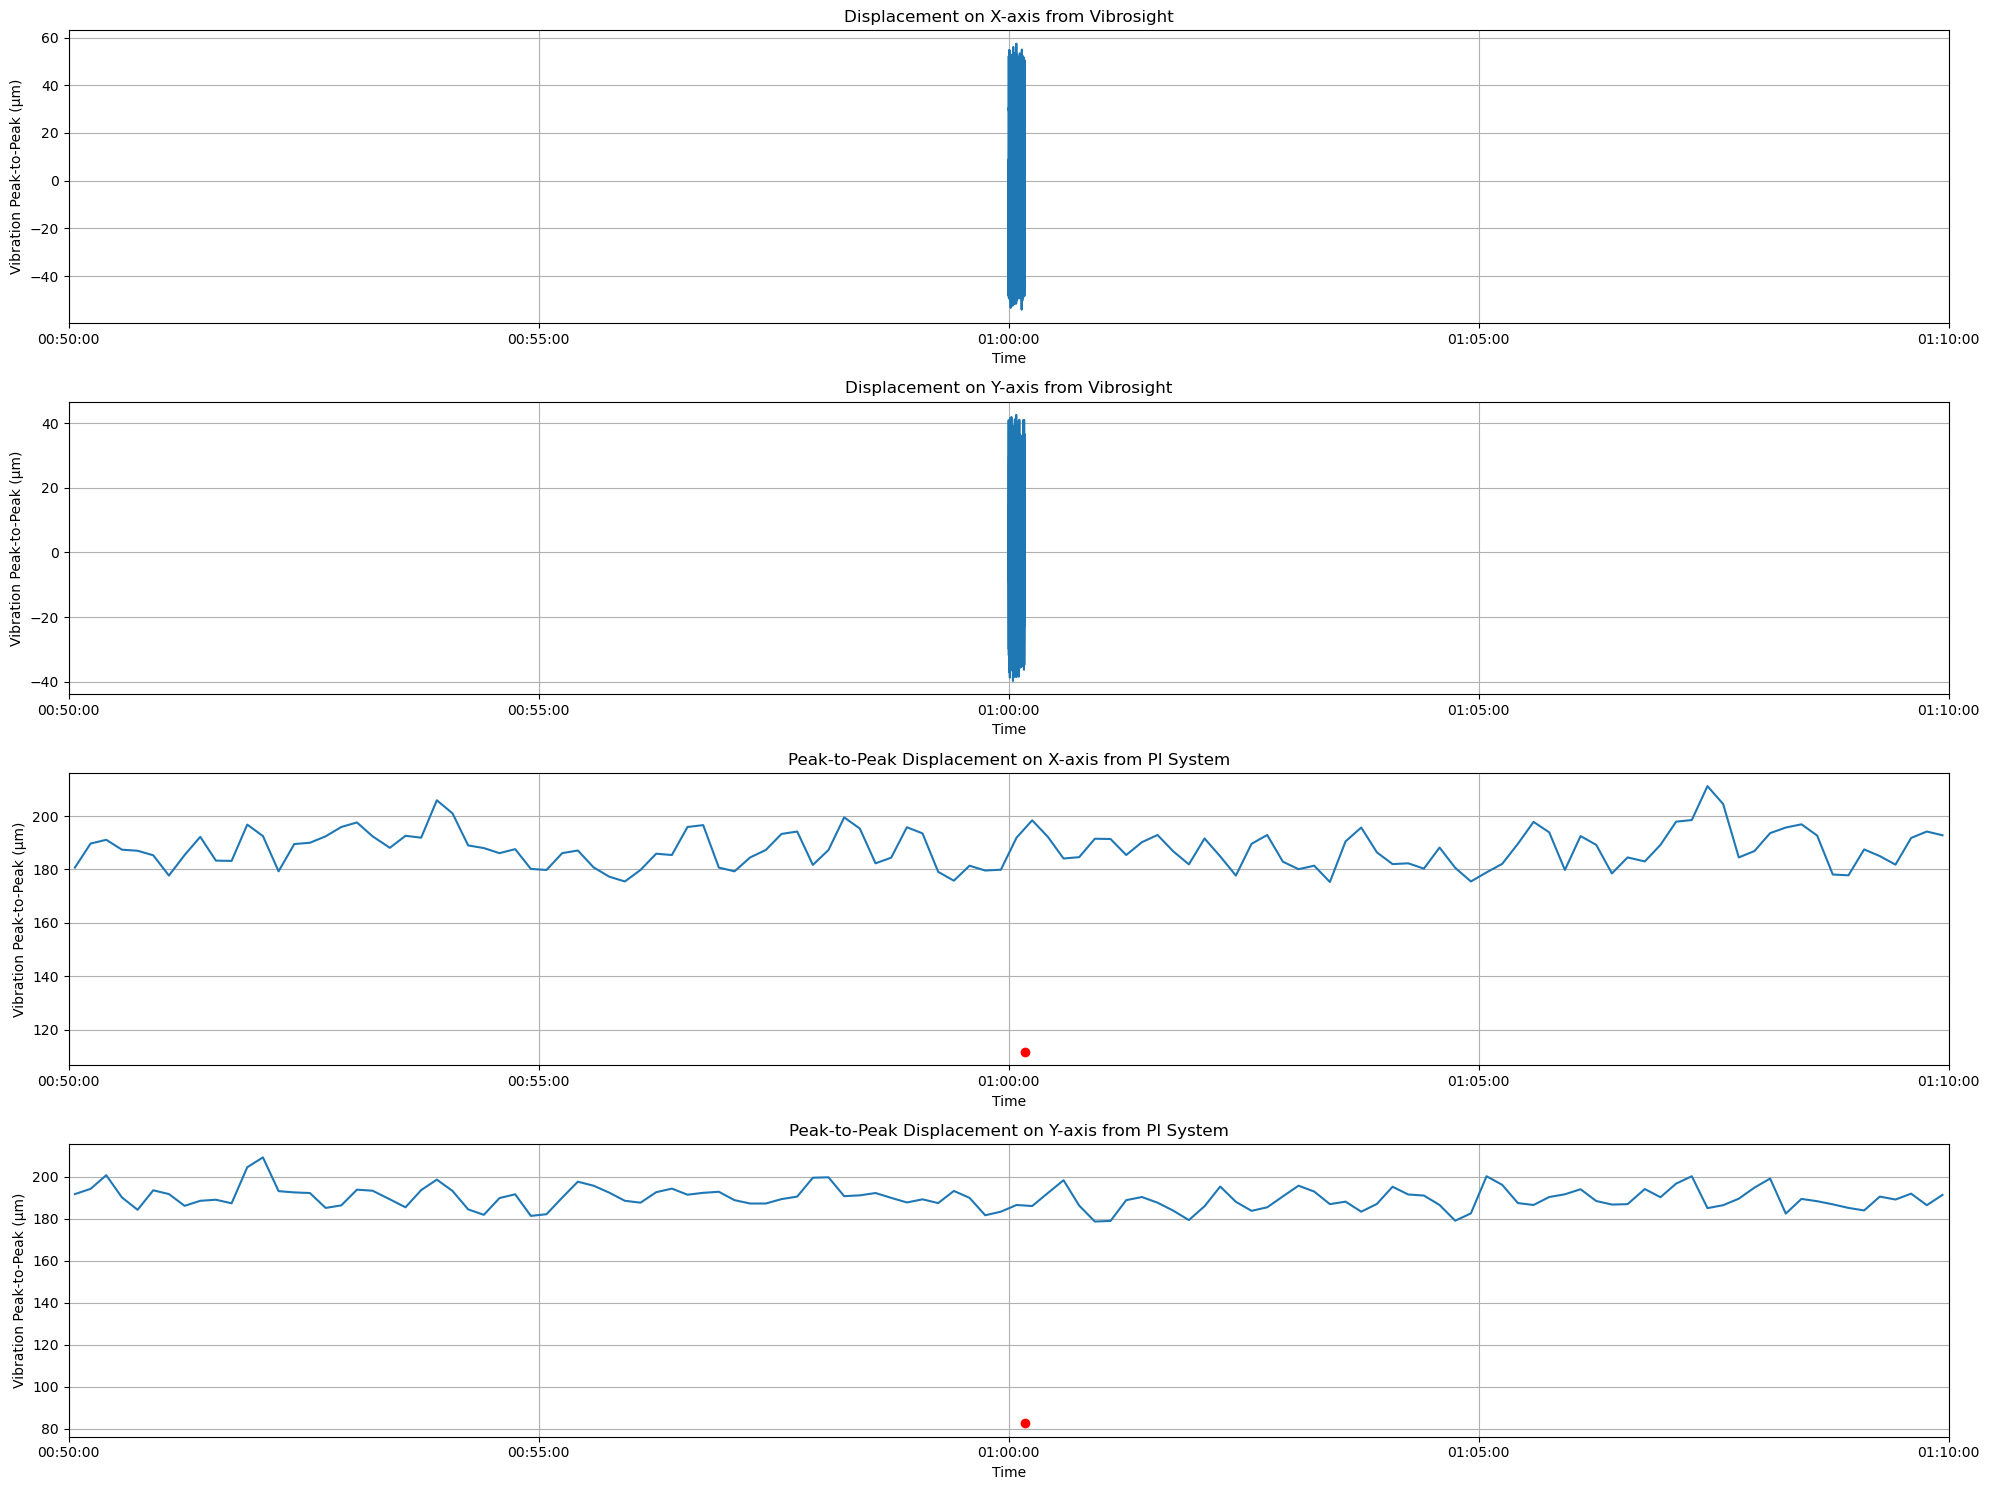 Displacement on X-axis from Vibrosight
Vibration Peak-to-Peak (μm)
60
40
20
0
−20
−40
00:50:00 00:55:00 01:00:00 01:05:00 01:10:00
Time
Displacement on Y-axis from Vibrosight
Vibration Peak-to-Peak (μm)
40
20
0
−20
−40
00:50:00 00:55:00 01:00:00 01:05:00 01:10:00
Time
Peak-to-Peak Displacement on X-axis from PI System
Vibration Peak-to-Peak (μm)
200
180
160
140
120
00:50:00 00:55:00 01:00:00 01:05:00 01:10:00
Time
Peak-to-Peak Displacement on Y-axis from PI System
Vibration Peak-to-Peak (μm)
200
180
160
140
120
100
80
00:50:00 00:55:00 01:00:00 01:05:00 01:10:00
Time